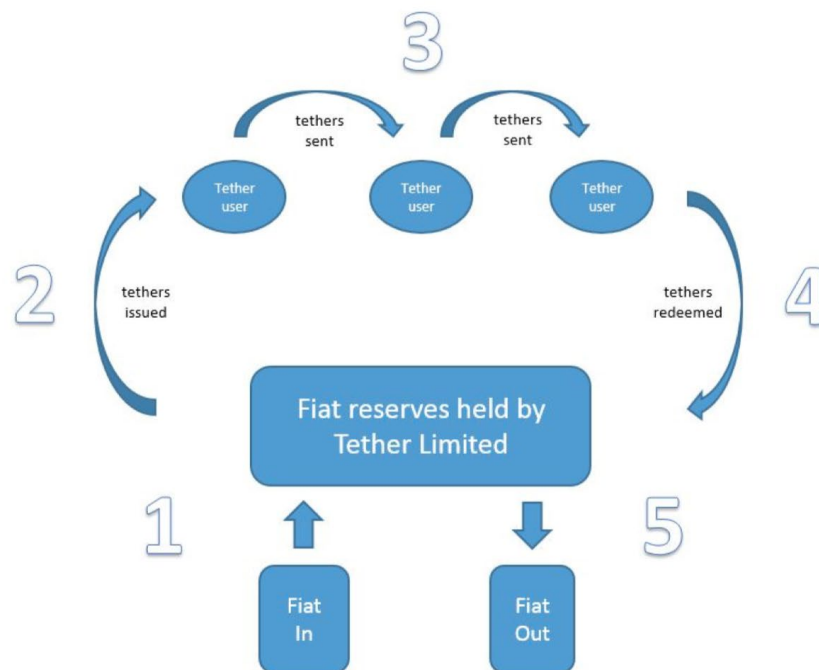 3
tethers
sent
tethers
sent
Tether
user
Tether
user
Tether
user
2
tethers
issued
tethers
redeemed
4
Fiat reserves held by
Tether Limited
1
5
Fiat
In
Fiat
Out